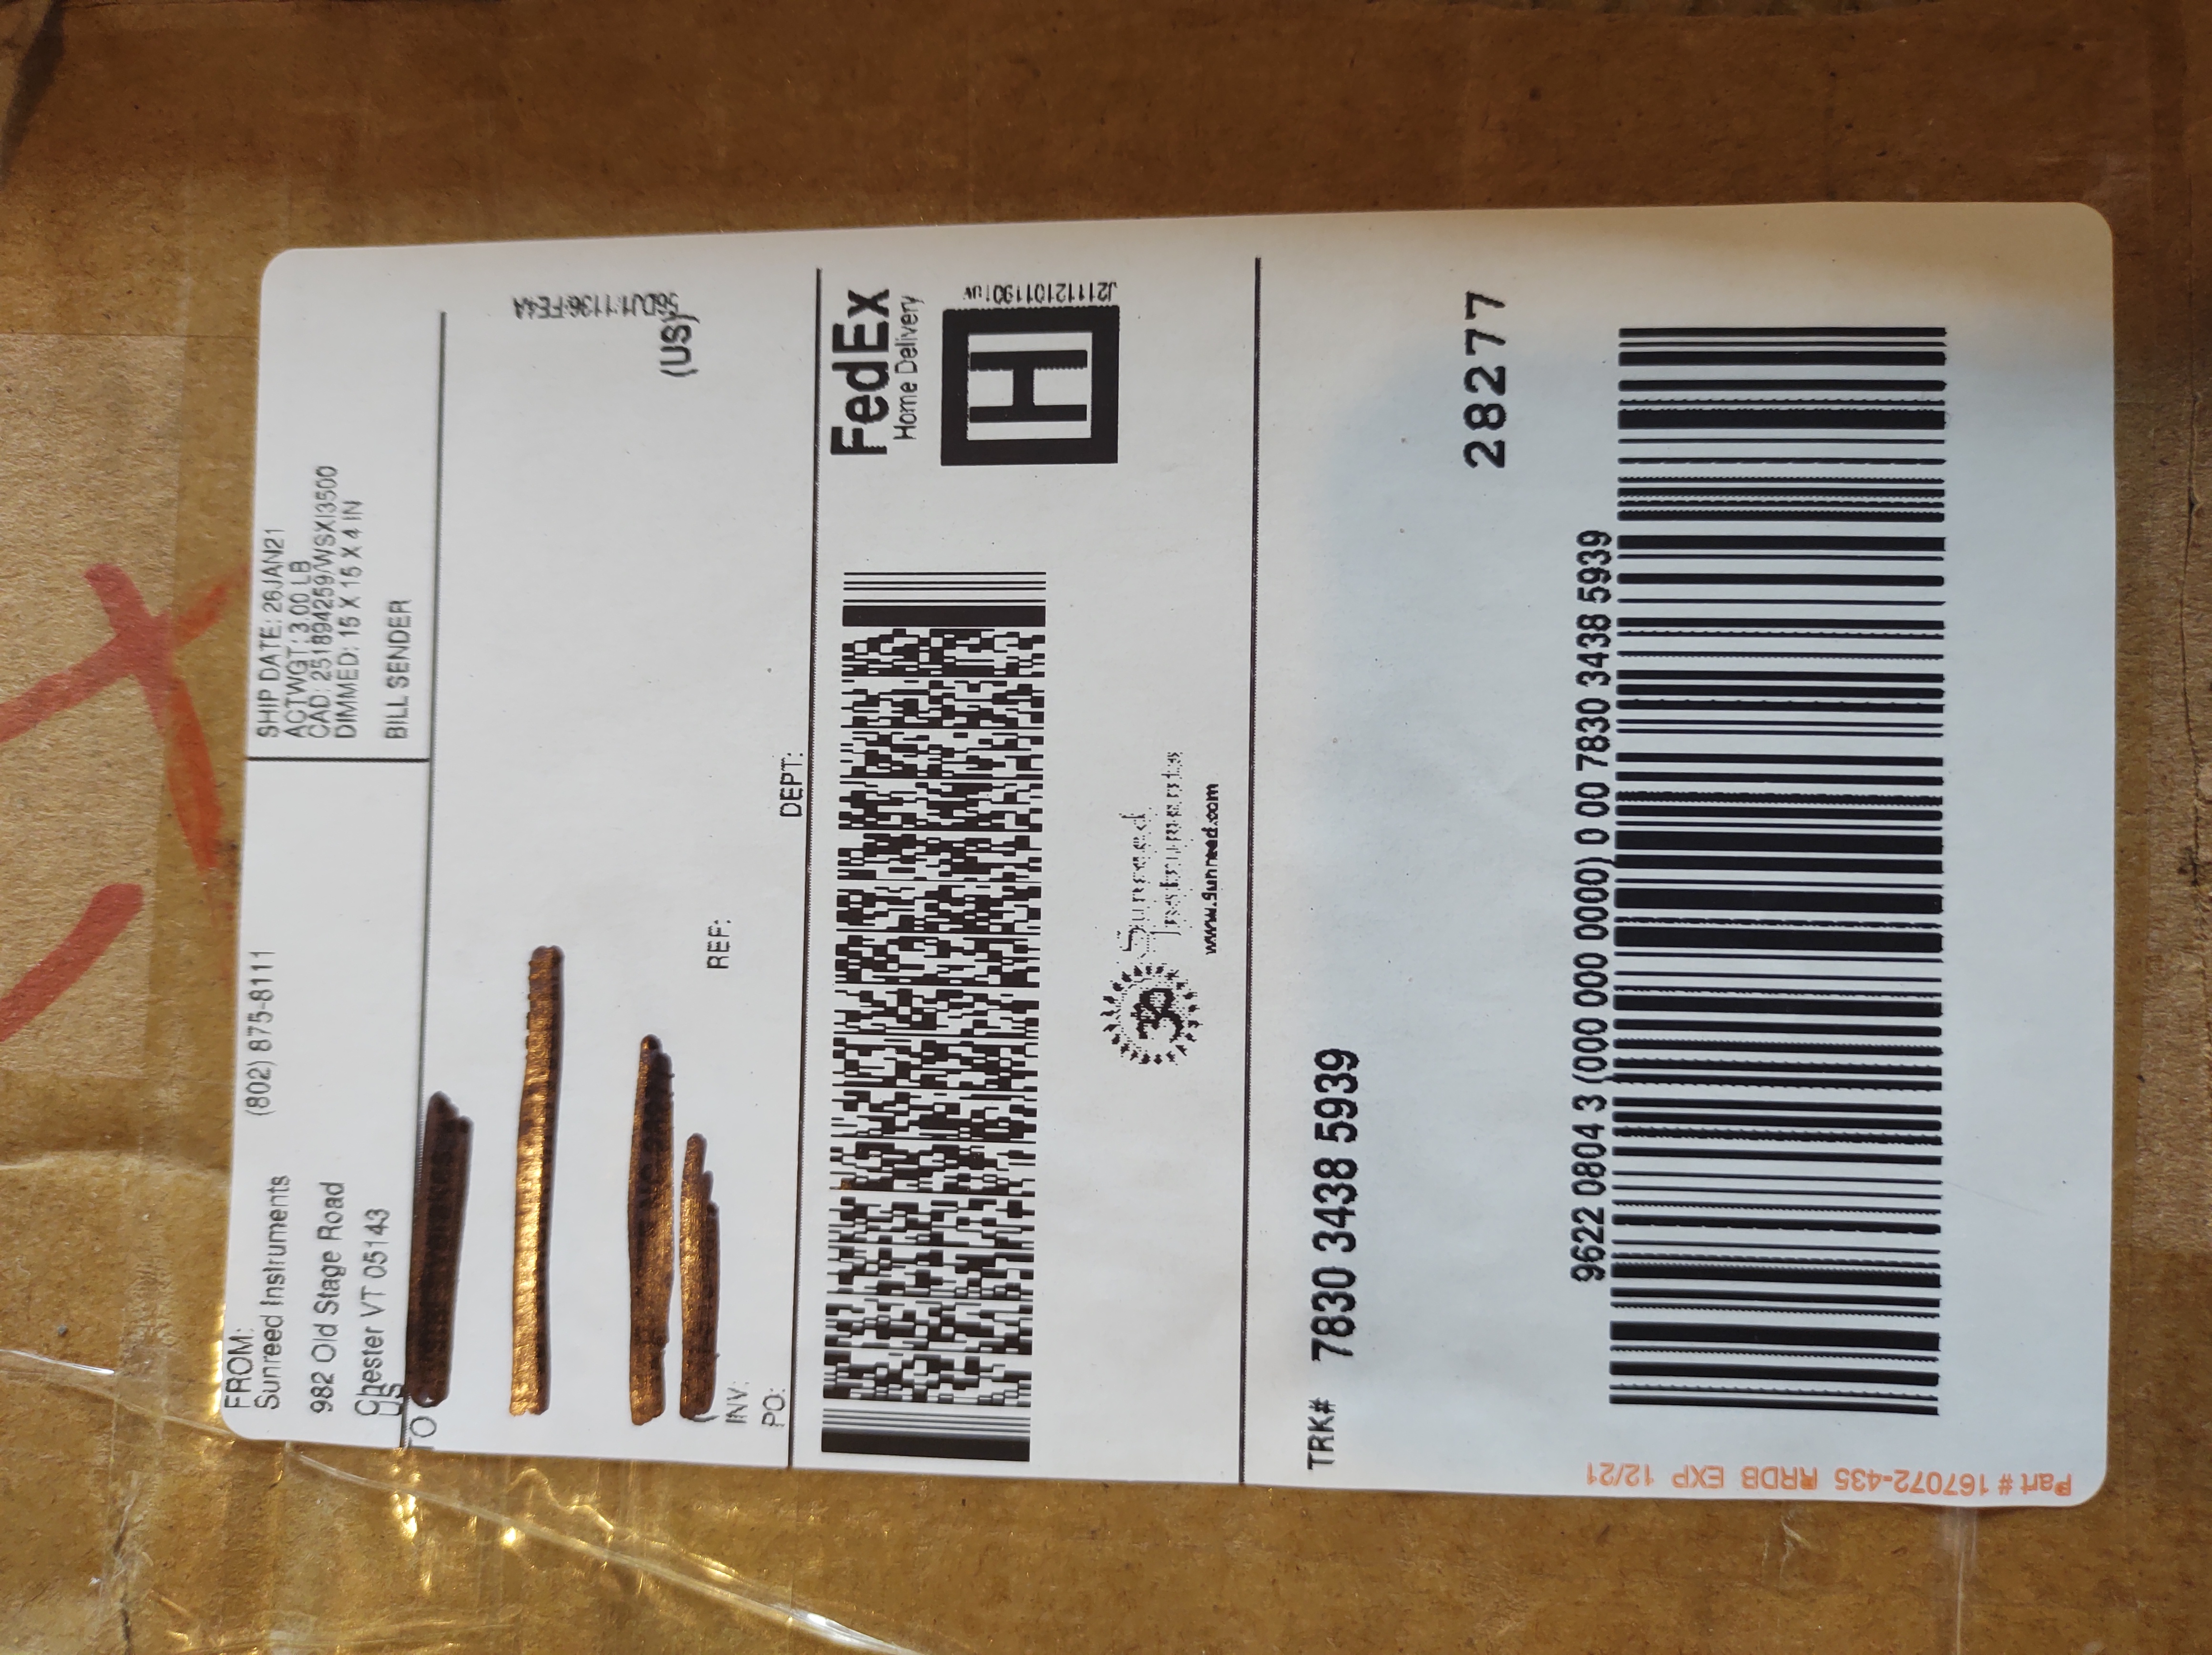 FROM:
Sunreed Instruments
(802) 875-8111
982 Old Stage Road
Chester VT 05143
US
SHIP DATE: 26JAN21
ACTWGT: 3.00 LB
CAD: 251894259/WSXI3500
DIMMED: 15 X 15 X 4 IN
BILL SENDER
TO
(US)
REF:
INV:
PO:
DEPT:
FedEx
Home Delivery
H
Sunreed
Instruments
www.sunreed.com
TRK# 7830 3438 5939
28277
9622 0804 3 (000 000 0000) 0 00 7830 3438 5939
Part # 167072-435 RRDB EXP 12/21